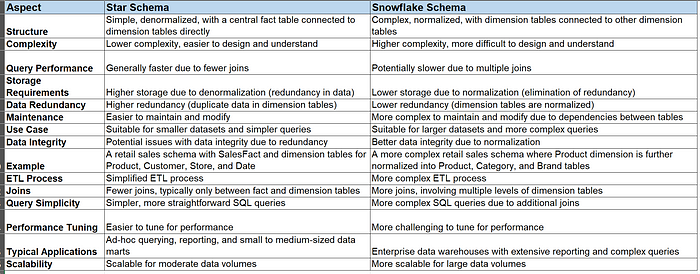 Aspect Star Schema Snowflake Schema
Simple, denormalized, with a central fact table connected to Complex, normalized, with dimension tables connected to other dimension
Structure dimension tables directly tables
Complexity Lower complexity, easier to design and understand Higher complexity, more difficult to design and understand
Query Performance Generally faster due to fewer joins Potentially slower due to multiple joins
Storage
Requirements Higher storage due to denormalization (redundancy in data) Lower storage due to normalization (elimination of redundancy)
Data Redundancy Higher redundancy (duplicate data in dimension tables) Lower redundancy (dimension tables are normalized)
Maintenance Easier to maintain and modify More complex to maintain and modify due to dependencies between tables
Use Case Suitable for smaller datasets and simpler queries Suitable for larger datasets and more complex queries
Data Integrity Potential issues with data integrity due to redundancy Better data integrity due to normalization
A retail sales schema with SalesFact and dimension tables for A more complex retail sales schema where Product dimension is further
Example Product, Customer, Store, and Date normalized into Product, Category, and Brand tables
ETL Process Simplified ETL process More complex ETL process
Joins Fewer joins, typically only between fact and dimension tables More joins, involving multiple levels of dimension tables
Query Simplicity Simpler, more straightforward SQL queries More complex SQL queries due to additional joins
Performance Tuning Easier to tune for performance More challenging to tune for performance
Ad-hoc querying, reporting, and small to medium-sized data
Typical Applications marts Enterprise data warehouses with extensive reporting and complex queries
Scalability Scalable for moderate data volumes More scalable for large data volumes